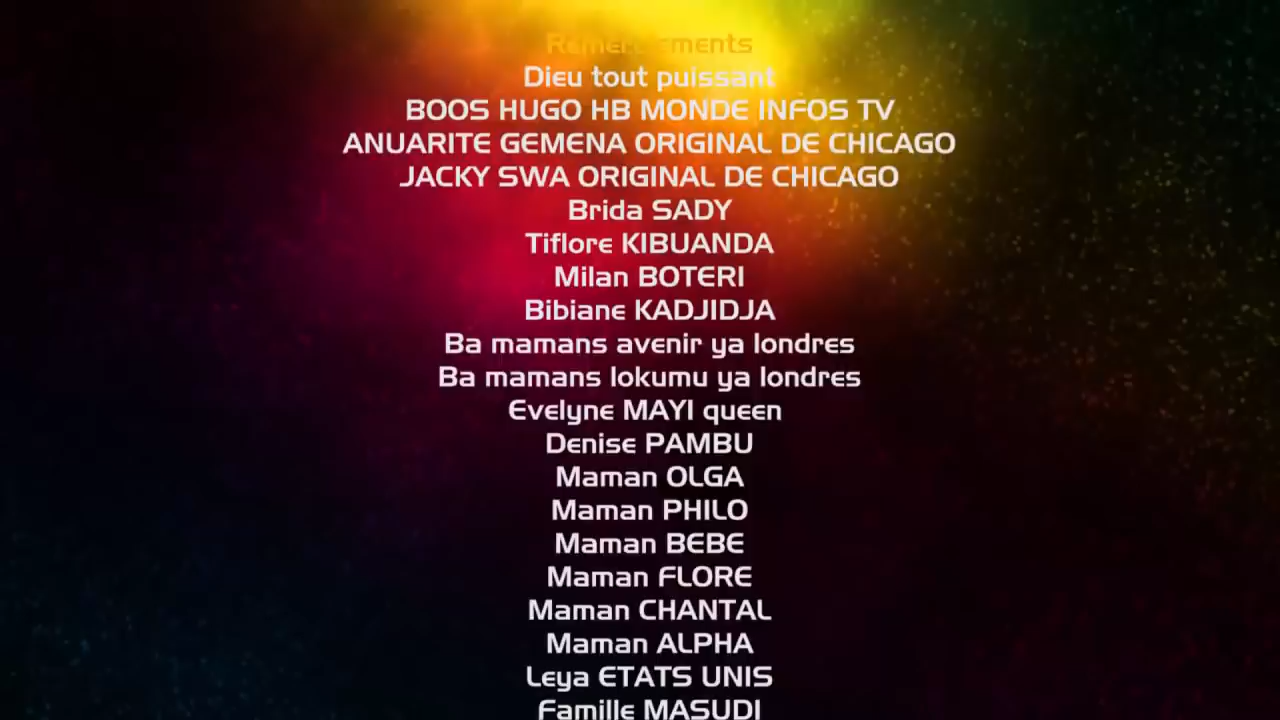 Remerciements
Dieu tout puissant
BOOS HUGO HB MONDE INFOS TV
ANUARITE GEMENA ORIGINAL DE CHICAGO
JACKY SWA ORIGINAL DE CHICAGO
Brida SADY
Tiflore KIBUANDA
Milan BOTERI
Bibiane KADJIDJA
Ba mamans avenir ya londres
Ba mamans lokumu ya londres
Evelyne MAYI queen
Denise PAMBU
Maman OLGA
Maman PHILO
Maman BEBE
Maman FLORE
Maman CHANTAL
Maman ALPHA
Leya ETATS UNIS
Famille MASUDI